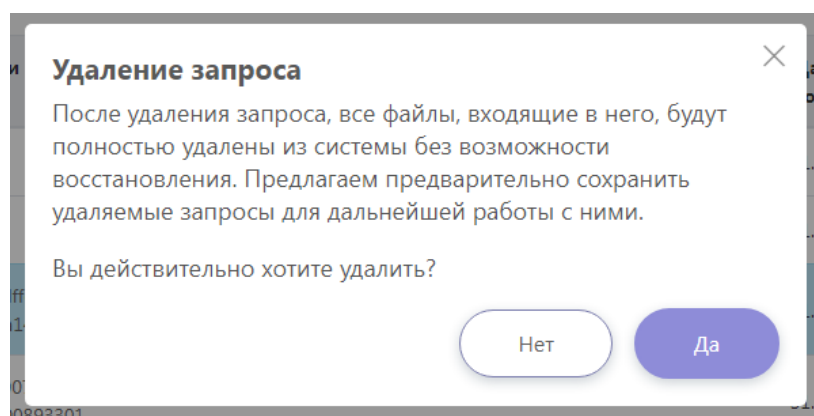 Удаление запроса
После удаления запроса, все файлы, входящие в него, будут
полностью удалены из системы без возможности
восстановления. Предлагаем предварительно сохранить
удаляемые запросы для дальнейшей работы с ними.
Вы действительно хотите удалить?
Нет
Да